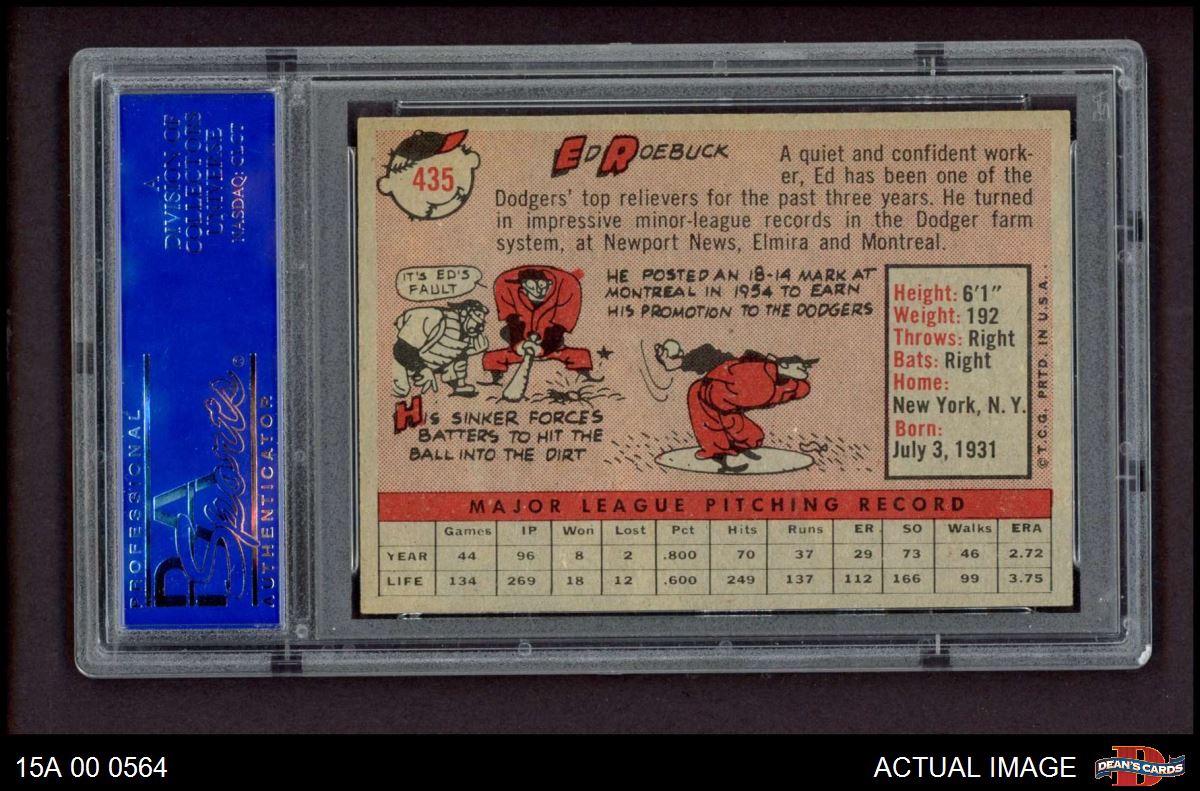 A
DIVISION OF
COLLECTORS
UNIVERSE
NASDAQ: CLCT
PROFESSIONAL
PSA
Sports®
AUTHENTICATOR
435
ED ROEBUCK
A quiet and confident work-
er, Ed has been one of the
Dodgers' top relievers for the past three years. He turned
in impressive minor-league records in the Dodger farm
system, at Newport News, Elmira and Montreal.
IT'S ED'S
FAULT
HE POSTED AN 18-14 MARK AT
MONTREAL IN 1954 TO EARN
HIS PROMOTION TO THE DODGERS
HIS SINKER FORCES
BATTERS TO HIT THE
BALL INTO THE DIRT
Height: 6'1"
Weight: 192
Throws: Right
Bats: Right
Home:
New York, N. Y.
Born:
July 3, 1931
© T.C.G. PRTD. IN U.S.A.
MAJOR LEAGUE PITCHING RECORD
Games IP Won Lost Pct Hits Runs ER SO Walks ERA
YEAR 44 96 8 2 .800 70 37 29 73 46 2.72
LIFE 134 269 18 12 .600 249 137 112 166 99 3.75
15A 00 0564
ACTUAL IMAGE
D
DEAN'S CARDS